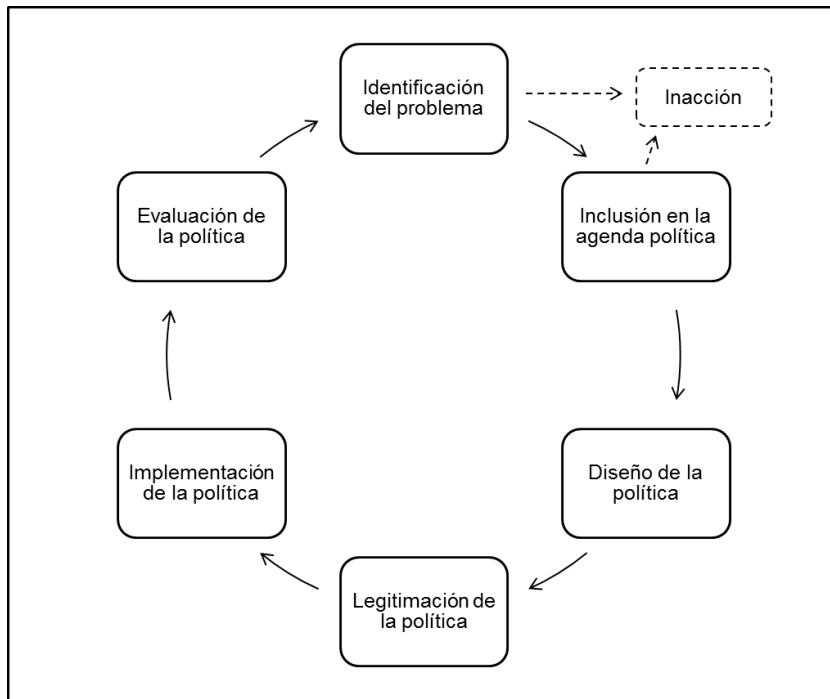 Identificación
del problema
Inacción
Inclusión en la
agenda política
Diseño de la
política
Legitimación de
la política
Implementación
de la política
Evaluación de
la política